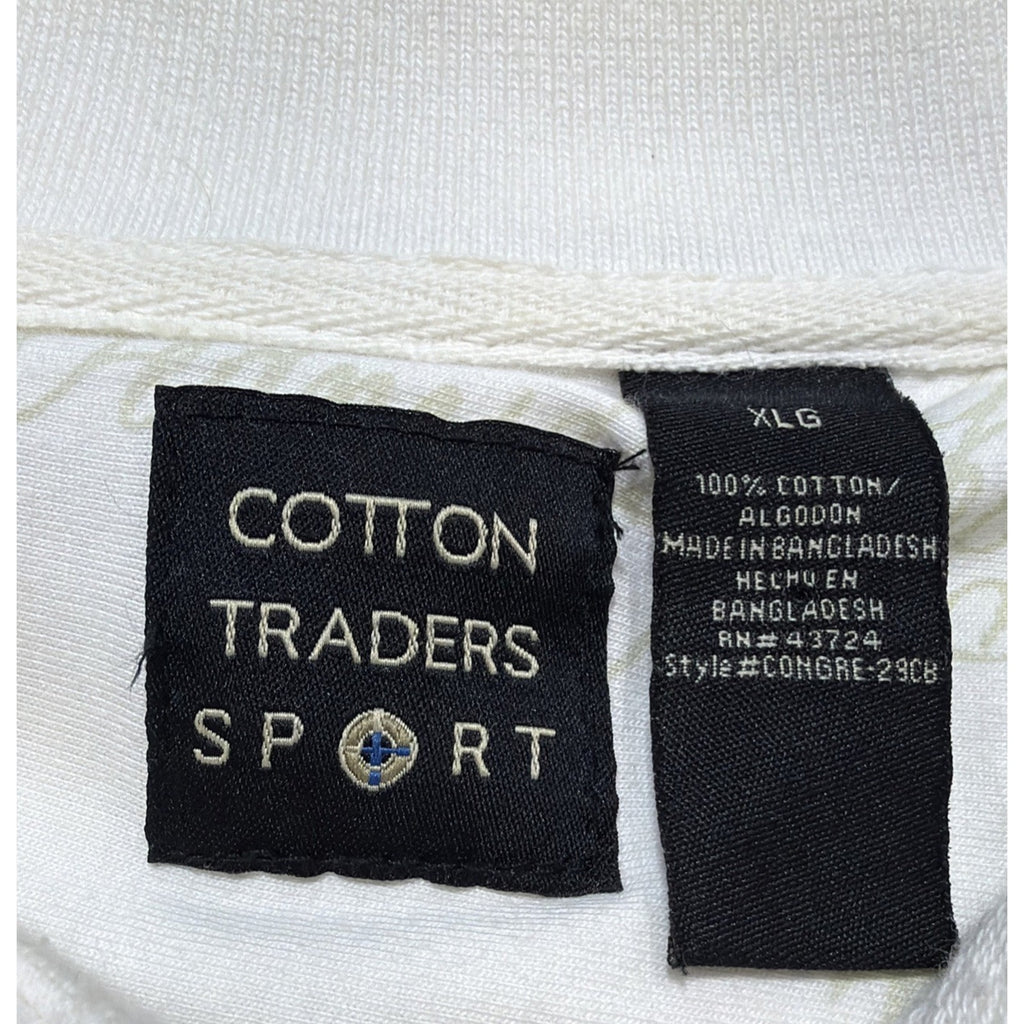 COTTON
TRADERS
SPORT
XLG
100% COTTON/
ALGODON
MADE IN BANGLADESH
HECHO EN
BANGLADESH
RN# 43724
Style#CONGRE-29CB